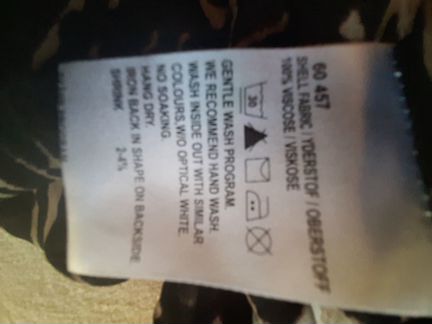 60 457
SHELL FABRIC / YDERSTOF / OBERSTOFF
100% VISCOSE / VISKOSE
30
GENTLE WASH PROGRAM.
WE RECOMMEND HAND WASH.
WASH INSIDE OUT WITH SIMILAR
COLOURS, W/O OPTICAL WHITE.
NO SOAKING.
HANG DRY.
IRON BACK IN SHAPE ON BACKSIDE.
SHRINK 2-4%